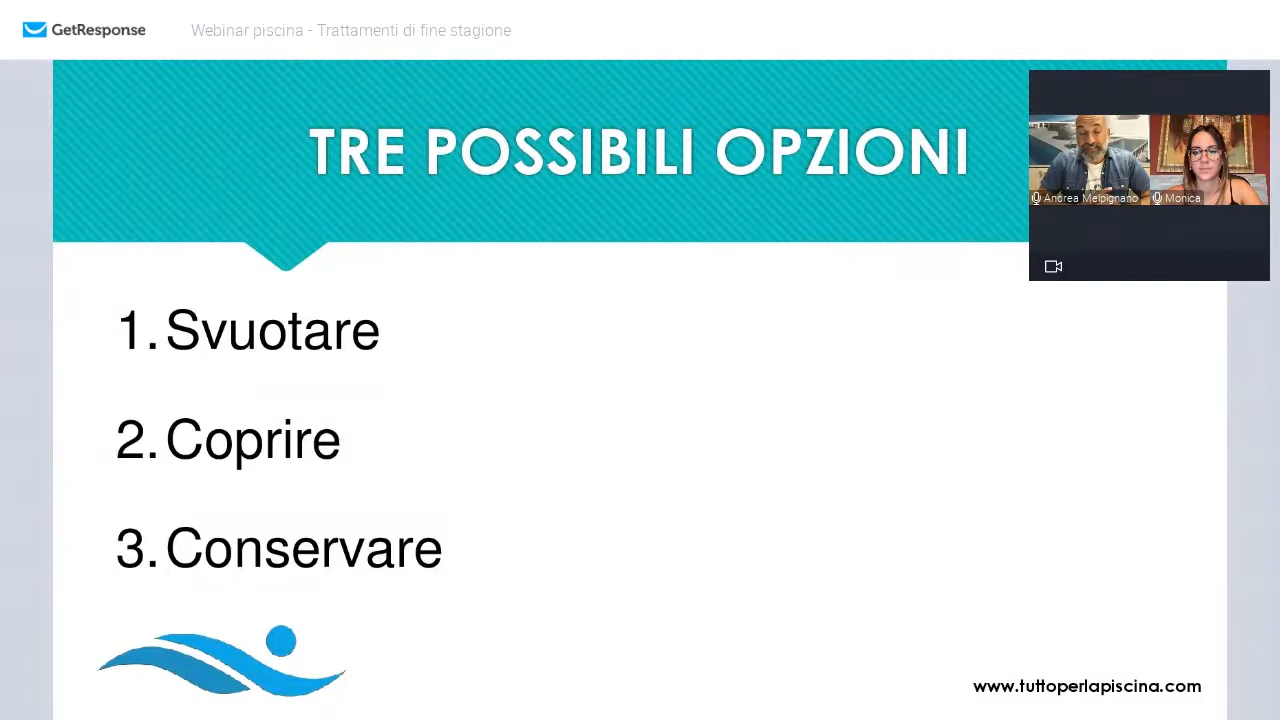 GetResponse
Webinar piscina - Trattamenti di fine stagione
TRE POSSIBILI OPZIONI
Andrea Melpignano
Monica
1. Svuotare
2. Coprire
3. Conservare
www.tuttoperlapiscina.com